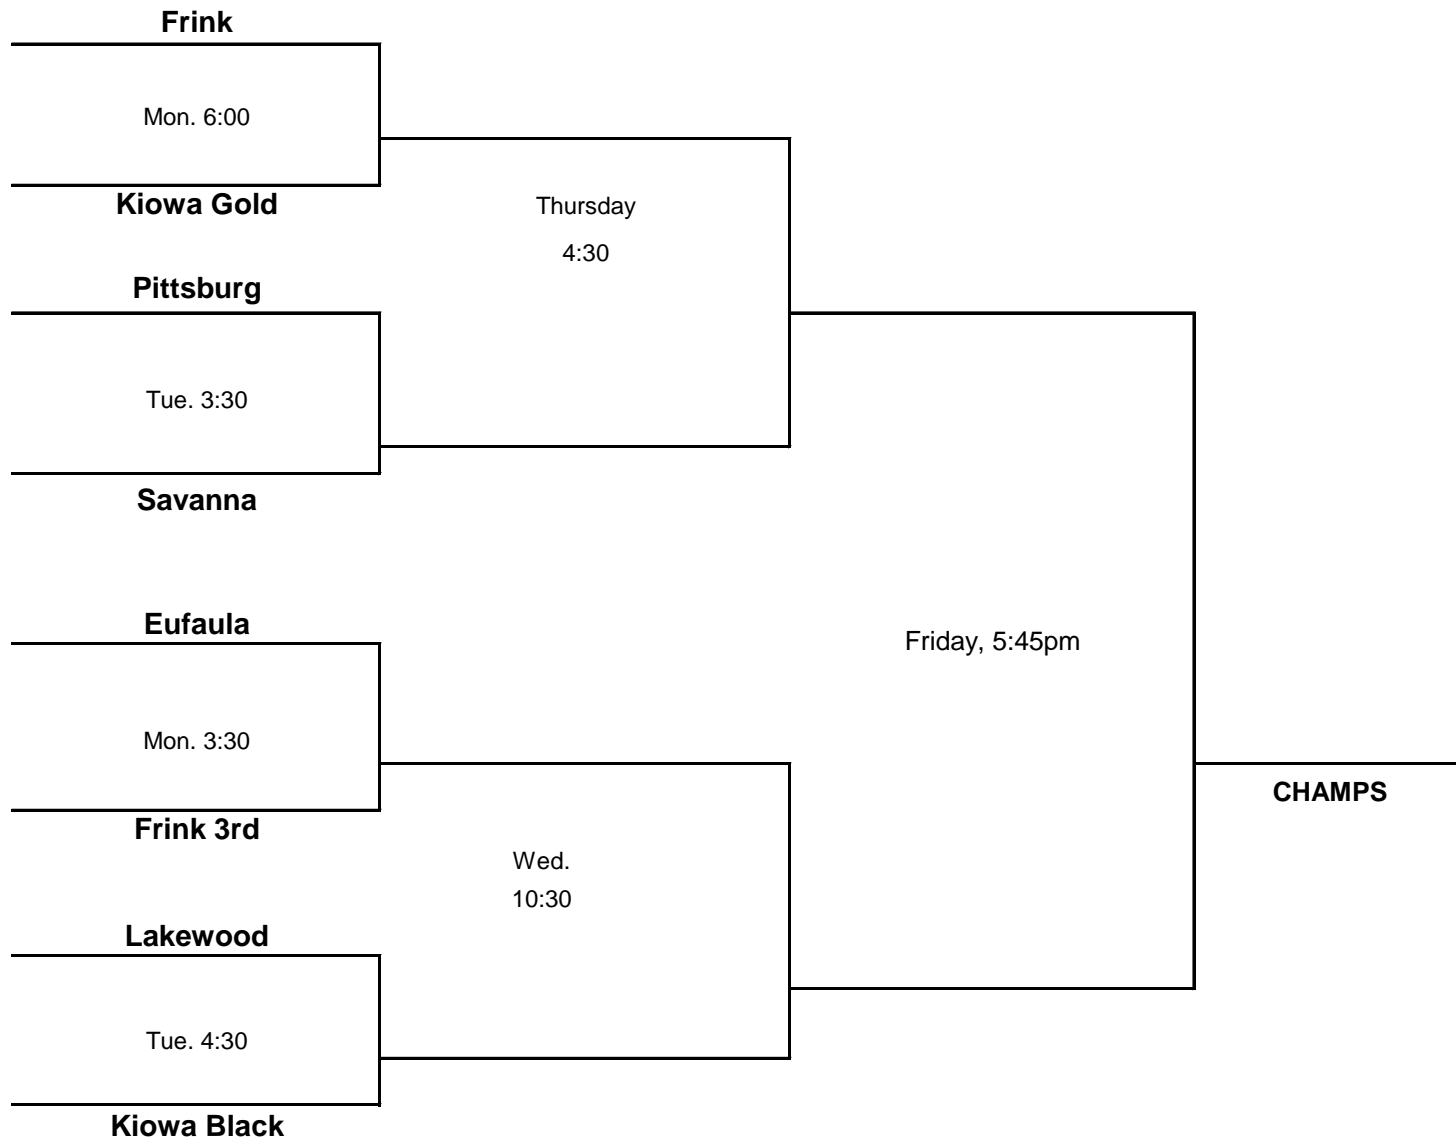 Frink
Mon. 6:00
Kiowa Gold
Thursday
4:30
Pittsburg
Tue. 3:30
Savanna
Eufaula
Friday, 5:45pm
Mon. 3:30
CHAMPS
Frink 3rd
Wed.
10:30
Lakewood
Tue. 4:30
Kiowa Black